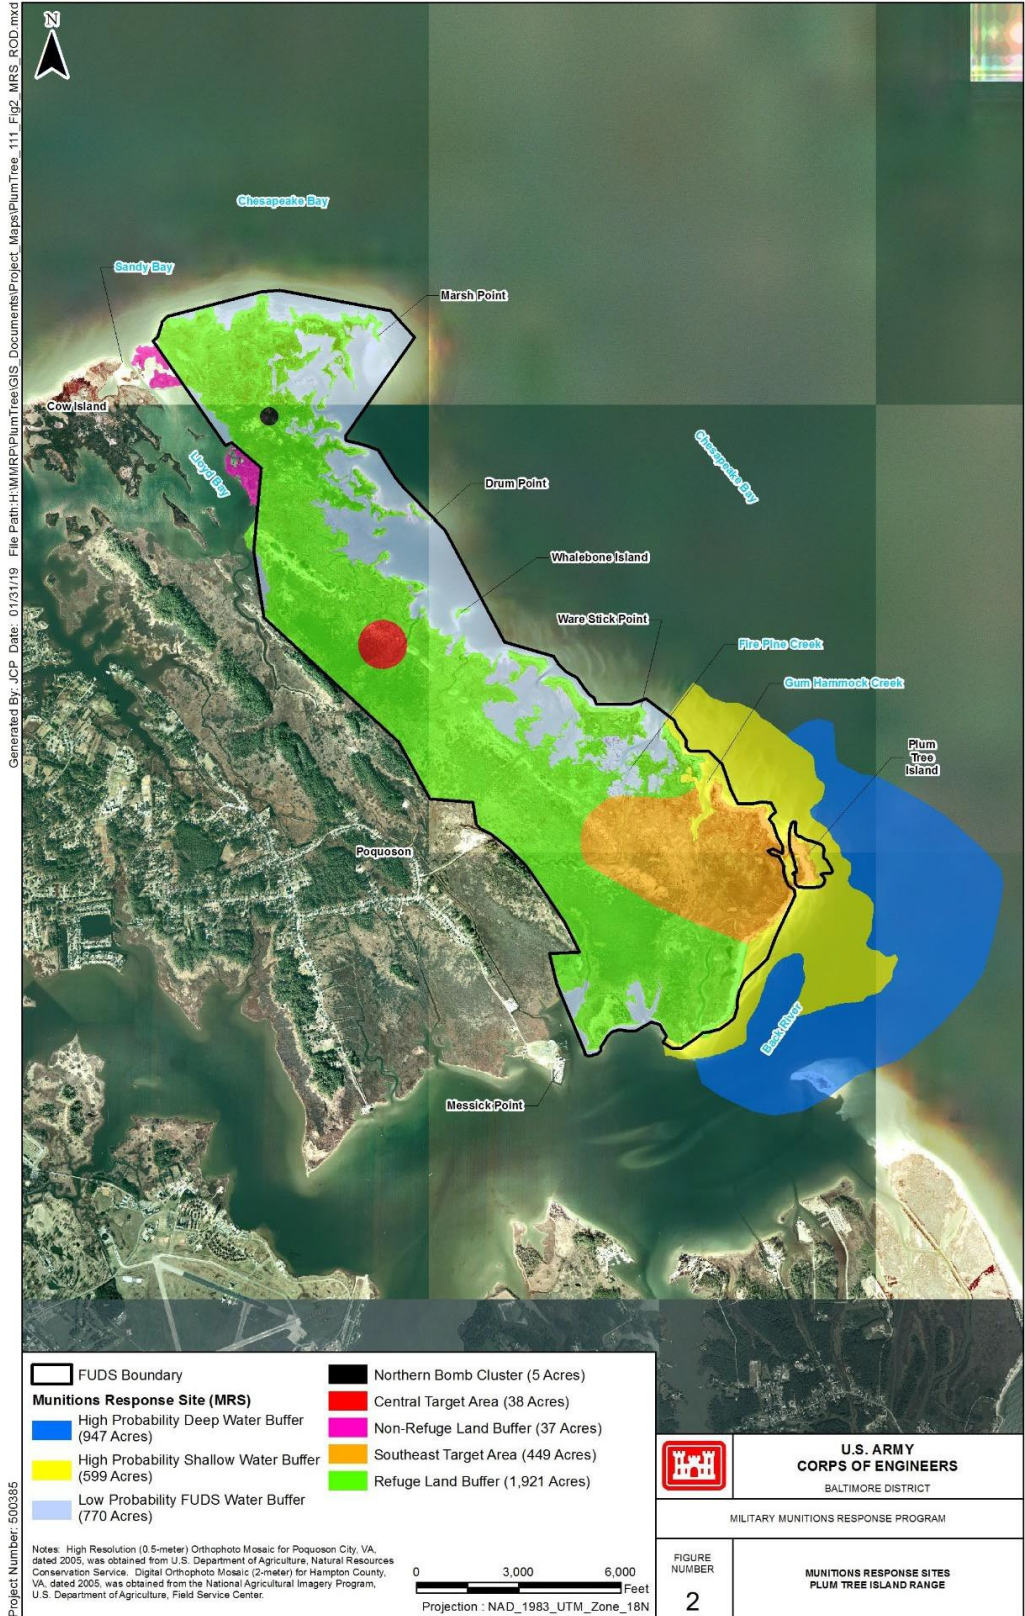 Generated By: JCP Date: 01/31/19 File Path:H:\MMRP\PlumTree\GIS_Documents\Project_Maps\PlumTree_111_Fig2_MRS_ROD.mxd
Project Number: 500385
N
Chesapeake Bay
Sandy Bay
Marsh Point
Cow Island
Lloyd Bay
Chesapeake Bay
Drum Point
Whalebone Island
Ware Stick Point
Fire Pine Creek
Gum Hammock Creek
Plum
Tree
Island
Poquoson
Back River
Messick Point
FUDS Boundary
Munitions Response Site (MRS)
High Probability Deep Water Buffer
(947 Acres)
High Probability Shallow Water Buffer
(599 Acres)
Low Probability FUDS Water Buffer
(770 Acres)
Northern Bomb Cluster (5 Acres)
Central Target Area (38 Acres)
Non-Refuge Land Buffer (37 Acres)
Southeast Target Area (449 Acres)
Refuge Land Buffer (1,921 Acres)
Notes: High Resolution (0.5-meter) Orthophoto Mosaic for Poquoson City, VA,
dated 2005, was obtained from U.S. Department of Agriculture, Natural Resources
Conservation Service. Digital Orthophoto Mosaic (2-meter) for Hampton County,
VA, dated 2005, was obtained from the National Agricultural Imagery Program,
U.S. Department of Agriculture, Field Service Center.
0 3,000 6,000
Feet
Projection : NAD_1983_UTM_Zone_18N
U.S. ARMY
CORPS OF ENGINEERS
BALTIMORE DISTRICT
MILITARY MUNITIONS RESPONSE PROGRAM
FIGURE
NUMBER
2
MUNITIONS RESPONSE SITES
PLUM TREE ISLAND RANGE